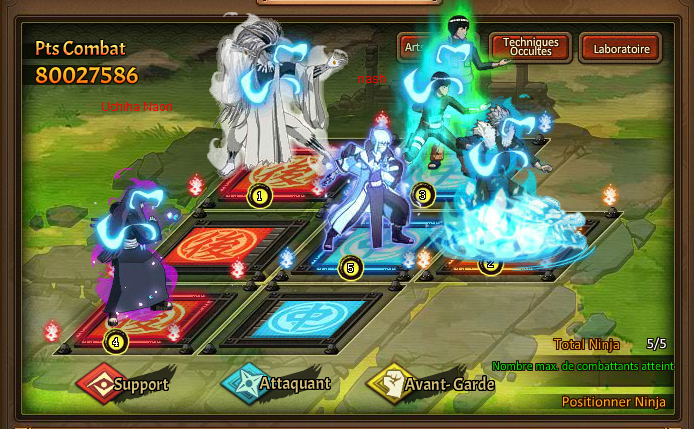 Pts Combat
80027586
Arts
Techniques
Occultes
Laboratoire
Uchiha Naori
1
3
5
2
4
Total Ninja 5/5
Nombre max. de combattants atteint
Support
Attaquant
Avant- Garde
Positionner Ninja